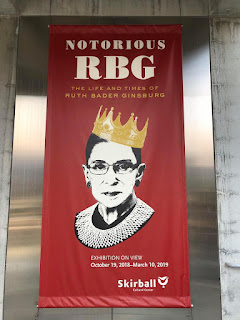 NOTORIOUS
RBG
THE LIFE AND TIMES OF
RUTH BADER GINSBURG
EXHIBITION ON VIEW
October 19, 2018–March 10, 2019
Skirball
Cultural Center